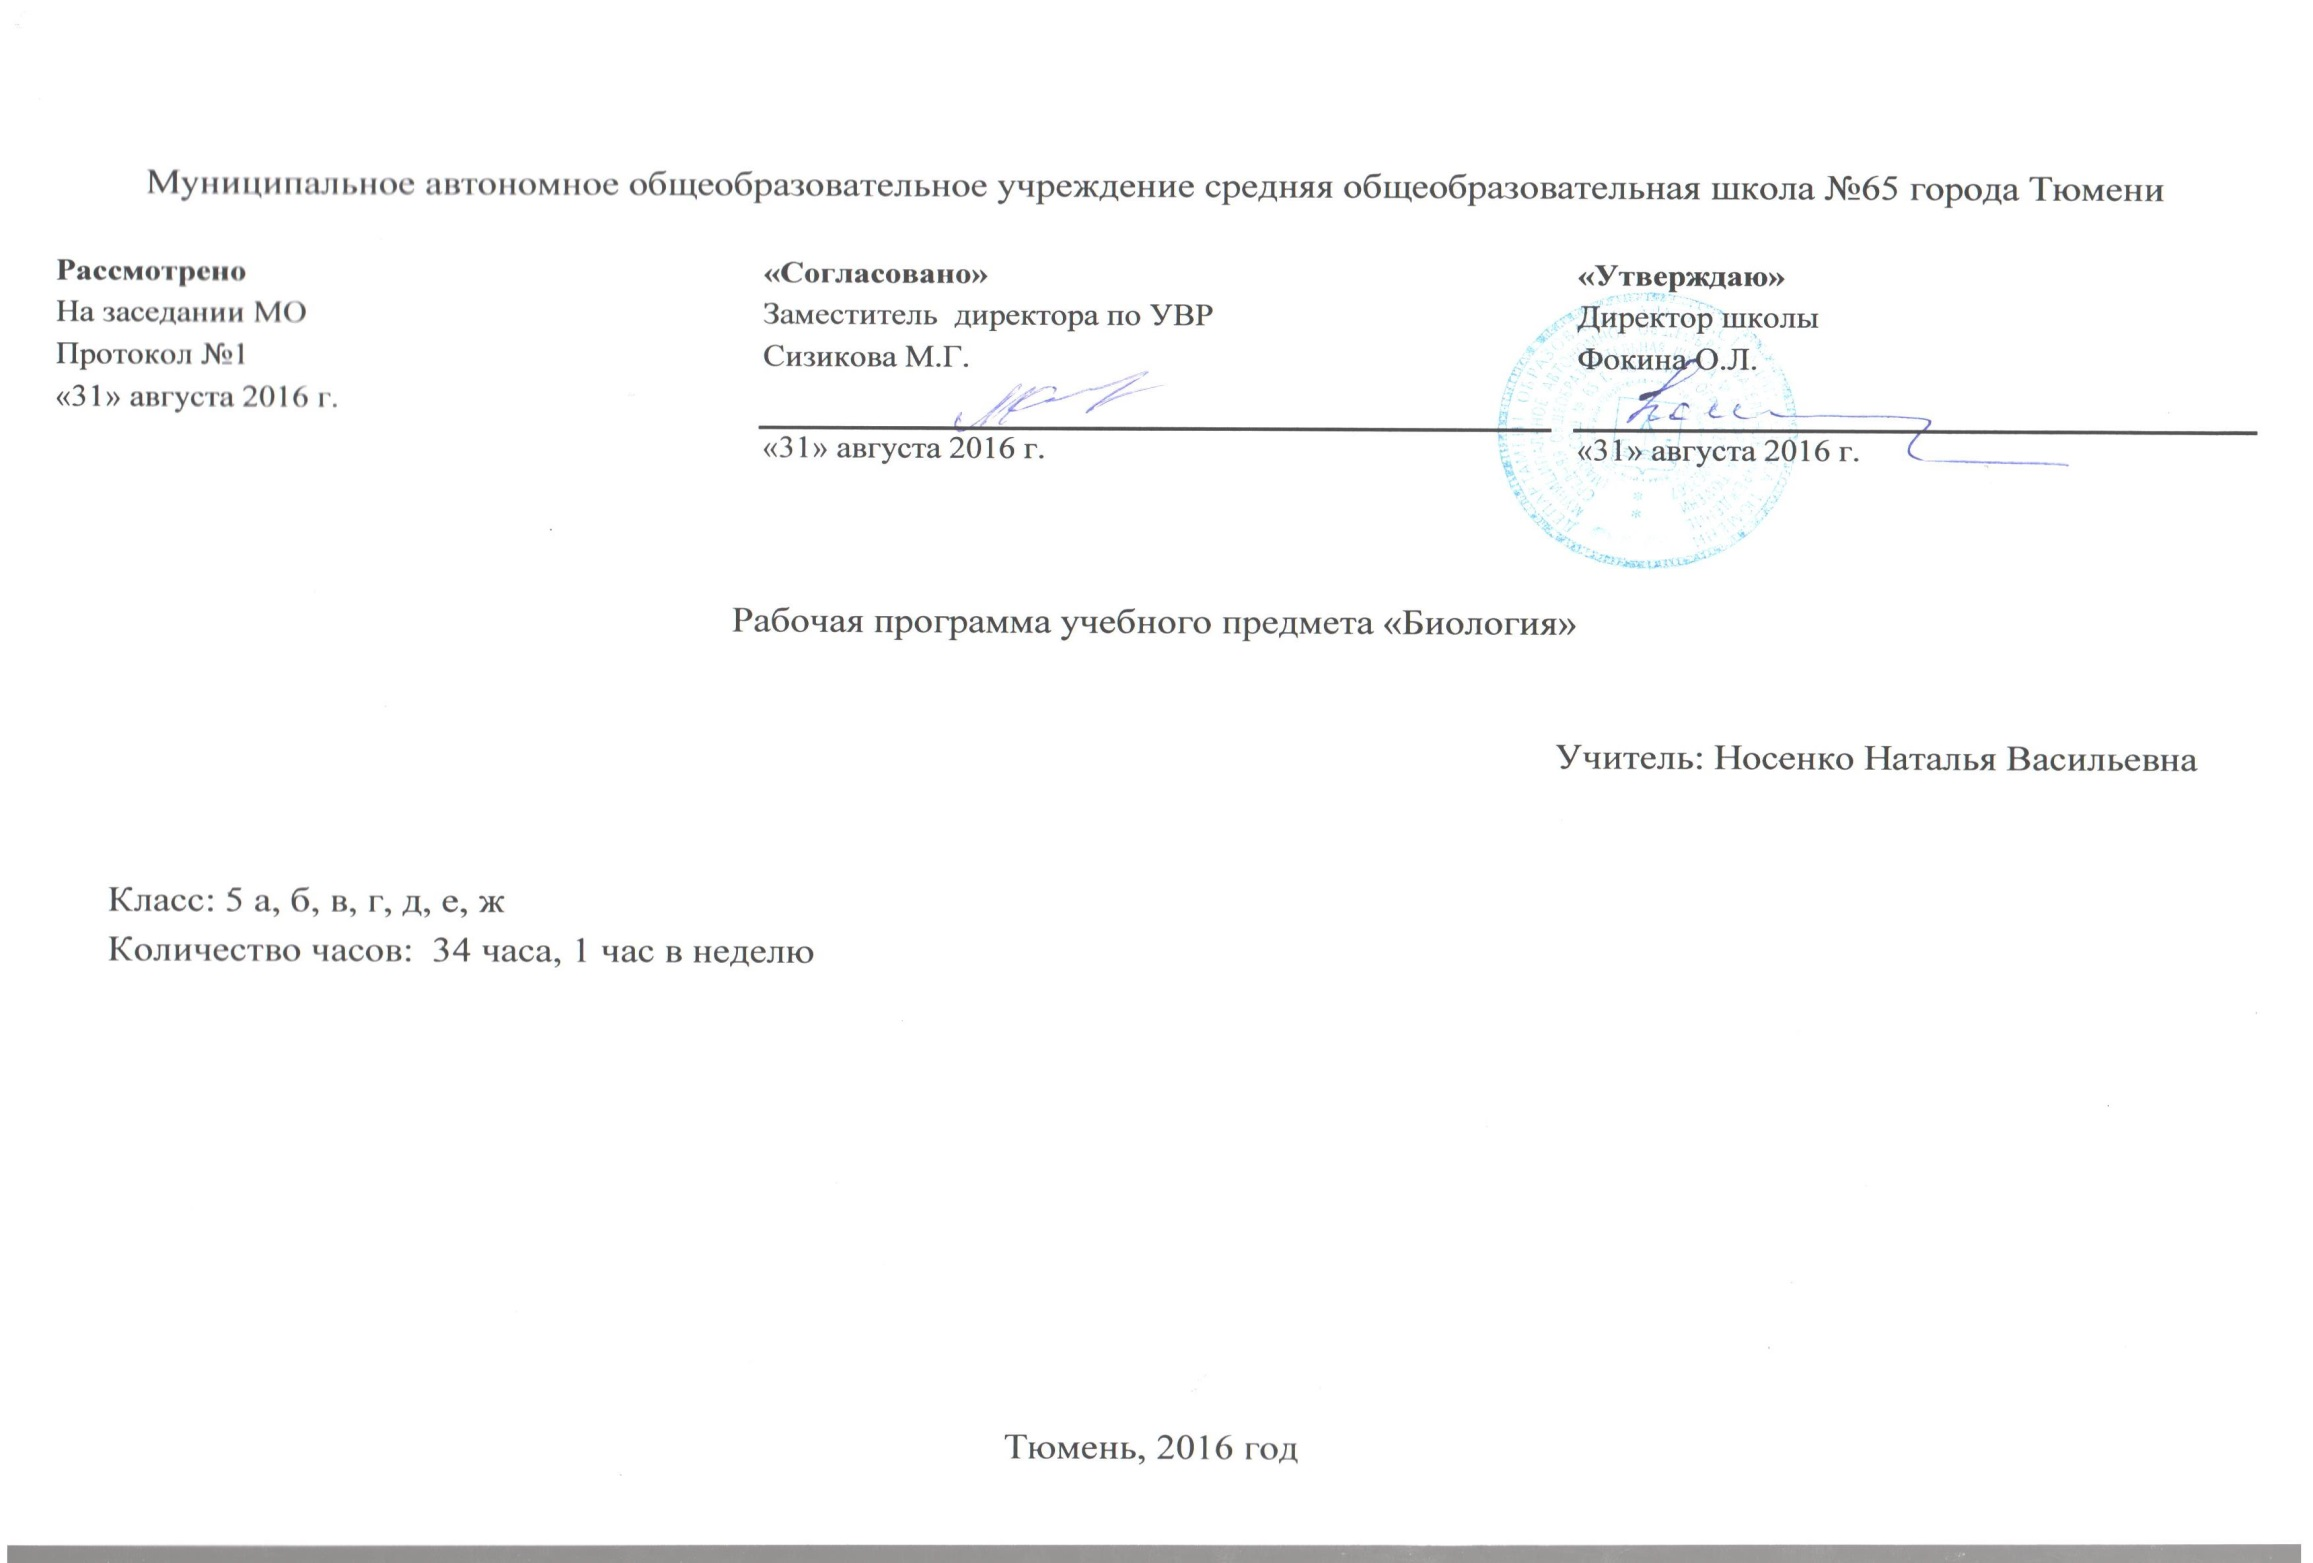 Муниципальное автономное общеобразовательное учреждение средняя общеобразовательная школа №65 города Тюмени
Рассмотрено
На заседании МО
Протокол №1
«31» августа 2016 г.
«Согласовано»
Заместитель директора по УВР
Сизикова М.Г.
«31» августа 2016 г.
«Утверждаю»
Директор школы
Фокина О.Л.
«31» августа 2016 г.
Рабочая программа учебного предмета «Биология»
Учитель: Носенко Наталья Васильевна
Класс: 5 а, б, в, г, д, е, ж
Количество часов: 34 часа, 1 час в неделю
Тюмень, 2016 год